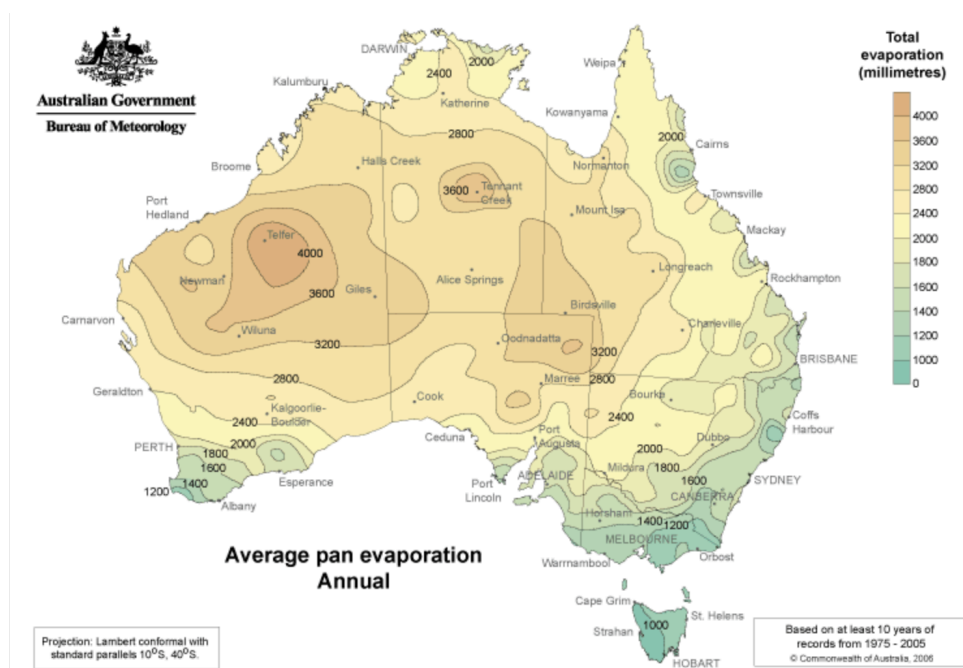 Australian Government
Bureau of Meteorology
Total
evaporation
(millimetres)
4000
3600
3200
2800
2400
2000
1800
1600
1400
1200
1000
0
DARWIN
2400
2000
Weipa
Kalumburu
Katherine
Kowanyama
2800
2000
Cairns
Broome
Halls Creek
Normanton
3600
Tennant
Creek
Townsville
Port
Hedland
Mount Isa
Mackay
Telfer
4000
Newman
Alice Springs
Longreach
Rockhampton
3600
Giles
Birdsville
Carnarvon
Wiluna
3200
Oodnadatta
3200
Charleville
BRISBANE
2800
Marree
2800
Geraldton
Cook
Bourke
Kalgoorlie-
Boulder
2400
2400
Coffs
Harbour
PERTH
2000
1800
1600
1400
1200
Albany
Esperance
Ceduna
Port
Augusta
2000
Dubbo
Port
Lincoln
ADELAIDE
Mildura
1800
1600
SYDNEY
CANBERRA
Horsham
1400
1200
MELBOURNE
Warrnambool
Orbost
Average pan evaporation
Annual
Cape Grim
1000
St. Helens
Strahan
HOBART
Projection: Lambert conformal with
standard parallels 10°S, 40°S.
Based on at least 10 years of
records from 1975 - 2005
© Commonwealth of Australia, 2006